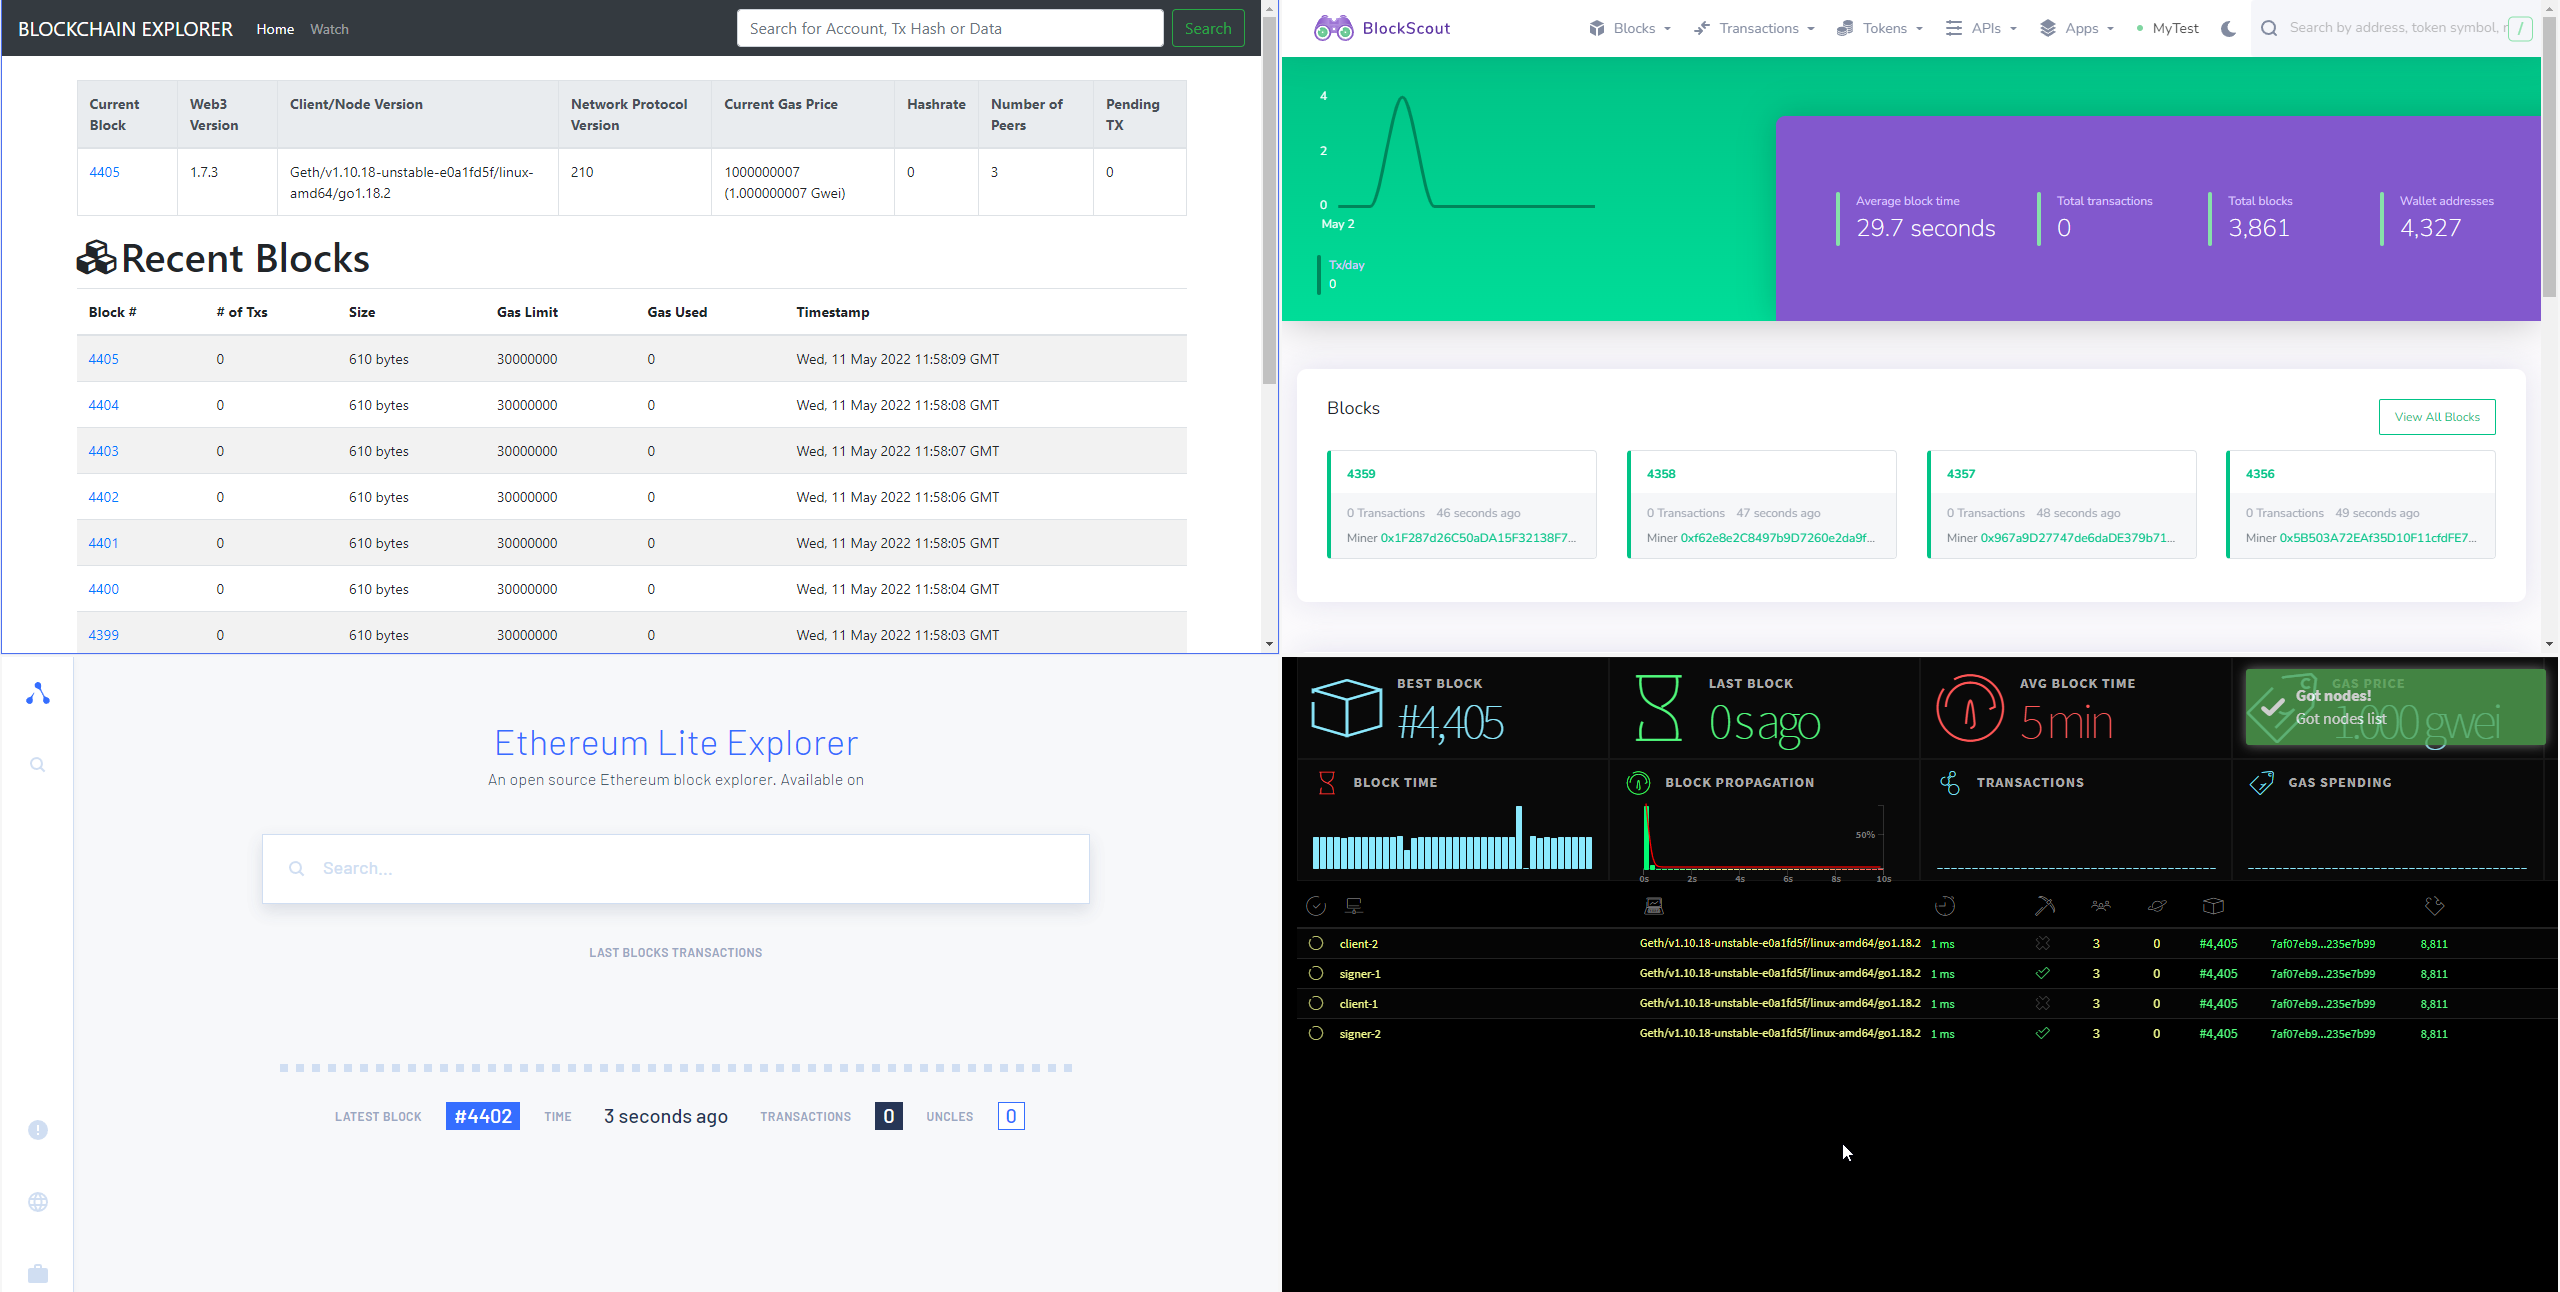 BLOCKCHAIN EXPLORER Home Watch Search for Account, Tx Hash or Data Search
Current Block Web3 Version Client/Node Version Network Protocol Version Current Gas Price Hashrate Number of Peers Pending TX
4405 1.7.3 Geth/v1.10.18-unstable-e0a1fd5f/linux-amd64/go1.18.2 210 1000000007 (1.000000007 Gwei) 0 3 0
Recent Blocks
Block # # of Txs Size Gas Limit Gas Used Timestamp
4405 0 610 bytes 30000000 0 Wed, 11 May 2022 11:58:09 GMT
4404 0 610 bytes 30000000 0 Wed, 11 May 2022 11:58:08 GMT
4403 0 610 bytes 30000000 0 Wed, 11 May 2022 11:58:07 GMT
4402 0 610 bytes 30000000 0 Wed, 11 May 2022 11:58:06 GMT
4401 0 610 bytes 30000000 0 Wed, 11 May 2022 11:58:05 GMT
4400 0 610 bytes 30000000 0 Wed, 11 May 2022 11:58:04 GMT
4399 0 610 bytes 30000000 0 Wed, 11 May 2022 11:58:03 GMT
BlockScout Blocks Transactions Tokens APIs Apps MyTest Search by address, token symbol, r /
4
2
0
May 2
Tx/day
0
Average block time Total transactions Total blocks Wallet addresses
29.7 seconds 0 3,861 4,327
Blocks
View All Blocks
4359 4358 4357 4356
0 Transactions 46 seconds ago 0 Transactions 47 seconds ago 0 Transactions 48 seconds ago 0 Transactions 49 seconds ago
Miner 0x1F287d26C50aDA15F32138F7... Miner 0xf62e8e2C8497b9D7260e2da9f... Miner 0x967a9D27747de6daDE379b71... Miner 0x5B503A72EAf35D10F11cfdFE7...
Ethereum Lite Explorer
An open source Ethereum block explorer. Available on
Search...
LAST BLOCKS TRANSACTIONS
LATEST BLOCK #4402 TIME 3 seconds ago TRANSACTIONS 0 UNCLES 0
BEST BLOCK LAST BLOCK AVG BLOCK TIME GAS PRICE
#4,405 0 s ago 5 min 1.000 gwei
Got nodes!
Got nodes list
BLOCK TIME BLOCK PROPAGATION TRANSACTIONS GAS SPENDING
50%
0s 2s 4s 6s 8s 10s
client-2 Geth/v1.10.18-unstable-e0a1fd5f/linux-amd64/go1.18.2 1 ms 3 0 #4,405 7af07eb9...235e7b99 8,811
signer-1 Geth/v1.10.18-unstable-e0a1fd5f/linux-amd64/go1.18.2 1 ms 3 0 #4,405 7af07eb9...235e7b99 8,811
client-1 Geth/v1.10.18-unstable-e0a1fd5f/linux-amd64/go1.18.2 1 ms 3 0 #4,405 7af07eb9...235e7b99 8,811
signer-2 Geth/v1.10.18-unstable-e0a1fd5f/linux-amd64/go1.18.2 1 ms 3 0 #4,405 7af07eb9...235e7b99 8,811